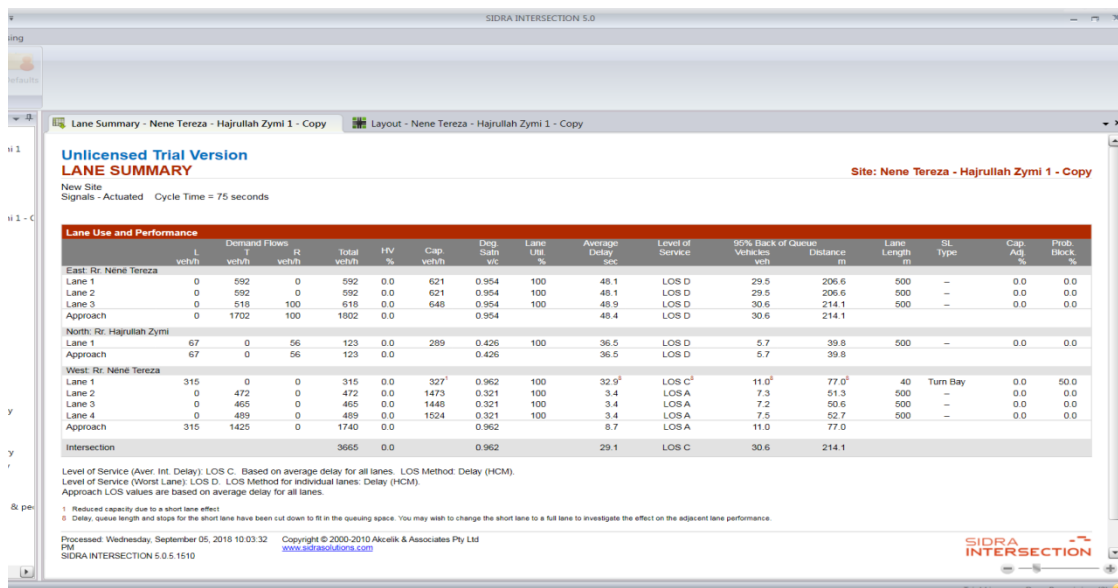 SIDRA INTERSECTION 5.0
sing
Defaults
Lane Summary - Nene Tereza - Hajrullah Zymi 1 - Copy Layout - Nene Tereza - Hajrullah Zymi 1 - Copy
ni 1
Unlicensed Trial Version
LANE SUMMARY Site: Nene Tereza - Hajrullah Zymi 1 - Copy
New Site
Signals - Actuated Cycle Time = 75 seconds
ni 1 - C
Lane Use and Performance
Demand Flows Deg. Lane Average Level of 95% Back of Queue Lane SL Cap. Prob.
L T R Total HV Cap. Satn Util. Delay Service Vehicles Distance Length Type Adj. Block.
veh/h veh/h veh/h veh/h % veh/h v/c % sec veh m m % %
East: Rr. Nënë Tereza
Lane 1 0 592 0 592 0.0 621 0.954 100 48.1 LOS D 29.5 206.6 500 – 0.0 0.0
Lane 2 0 592 0 592 0.0 621 0.954 100 48.1 LOS D 29.5 206.6 500 – 0.0 0.0
Lane 3 0 518 100 618 0.0 648 0.954 100 48.9 LOS D 30.6 214.1 500 – 0.0 0.0
Approach 0 1702 100 1802 0.0 0.954 48.4 LOS D 30.6 214.1
North: Rr. Hajrullah Zymi
Lane 1 67 0 56 123 0.0 289 0.426 100 36.5 LOS D 5.7 39.8 500 – 0.0 0.0
Approach 67 0 56 123 0.0 0.426 36.5 LOS D 5.7 39.8
West: Rr. Nënë Tereza
Lane 1 315 0 0 315 0.0 327¹ 0.962 100 32.9⁸ LOS C⁸ 11.0⁸ 77.0⁸ 40 Turn Bay 0.0 50.0
Lane 2 0 472 0 472 0.0 1473 0.321 100 3.4 LOS A 7.3 51.3 500 – 0.0 0.0
Lane 3 0 465 0 465 0.0 1448 0.321 100 3.4 LOS A 7.2 50.6 500 – 0.0 0.0
Lane 4 0 489 0 489 0.0 1524 0.321 100 3.4 LOS A 7.5 52.7 500 – 0.0 0.0
Approach 315 1425 0 1740 0.0 0.962 8.7 LOS A 11.0 77.0
Intersection 3665 0.0 0.962 29.1 LOS C 30.6 214.1
Level of Service (Aver. Int. Delay): LOS C. Based on average delay for all lanes. LOS Method: Delay (HCM).
Level of Service (Worst Lane): LOS D. LOS Method for individual lanes: Delay (HCM).
Approach LOS values are based on average delay for all lanes.
& pe
1 Reduced capacity due to a short lane effect
8 Delay, queue length and stops for the short lane have been cut down to fit in the queuing space. You may wish to change the short lane to a full lane to investigate the effect on the adjacent lane performance.
Processed: Wednesday, September 05, 2018 10:03:32 PM Copyright © 2000-2010 Akcelik & Associates Pty Ltd
SIDRA INTERSECTION 5.0.5.1510 www.sidrasolutions.com
SIDRA INTERSECTION